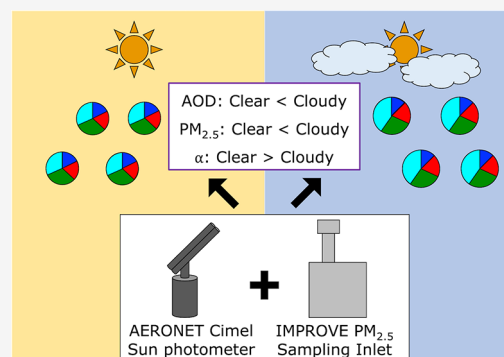 AOD: Clear < Cloudy
PM2.5: Clear < Cloudy
α: Clear > Cloudy
AERONET Cimel
Sun photometer
IMPROVE PM2.5
Sampling Inlet